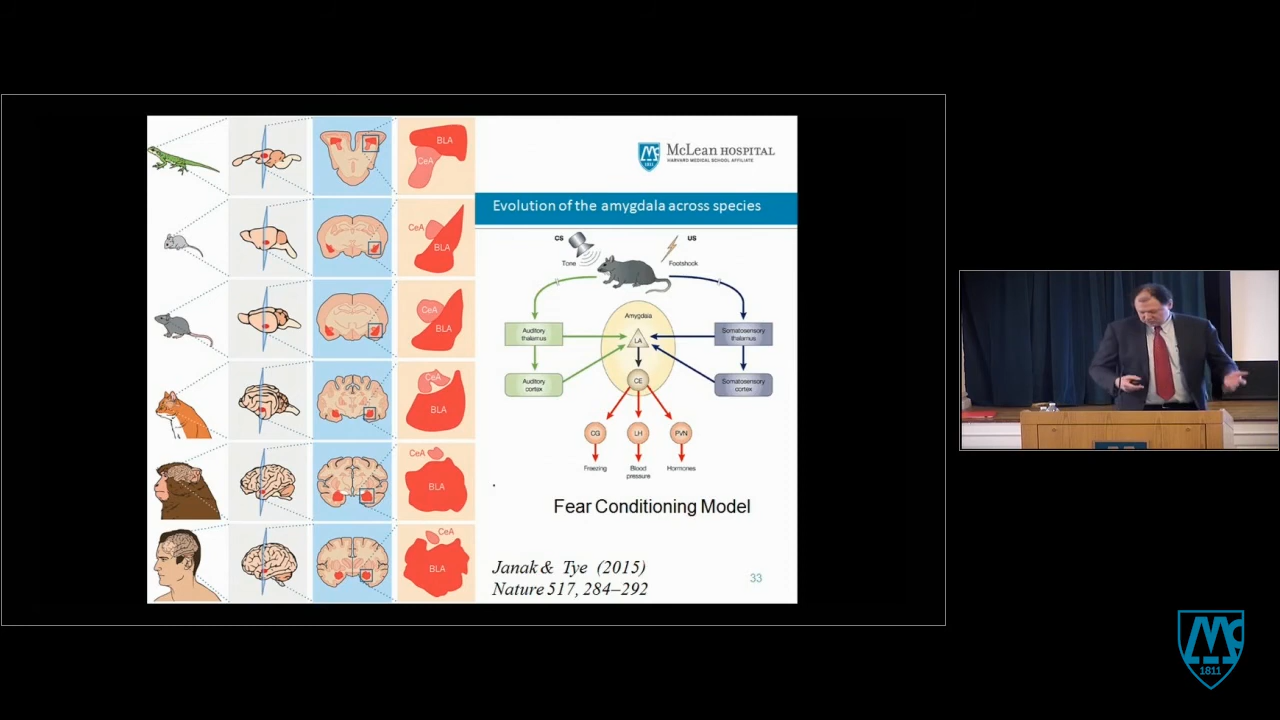 McLean HOSPITAL
HARVARD MEDICAL SCHOOL AFFILIATE
Evolution of the amygdala across species
BLA
CeA
CeA
BLA
CeA
BLA
CeA
BLA
CeA
BLA
CeA
BLA
CS
US
Tone
Footshock
Amygdala
Auditory
thalamus
LA
Somatosensory
thalamus
Auditory
cortex
CE
Somatosensory
cortex
CG
LH
PVN
Freezing
Blood
pressure
Hormones
Fear Conditioning Model
Janak & Tye (2015)
Nature 517, 284–292
33
1811